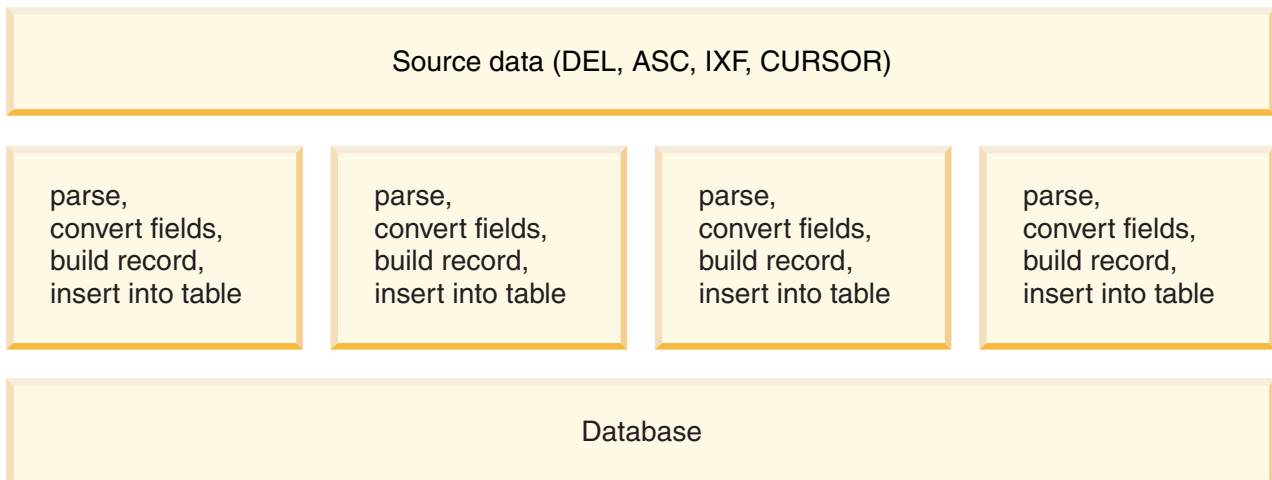 Source data (DEL, ASC, IXF, CURSOR)
parse,
convert fields,
build record,
insert into table
parse,
convert fields,
build record,
insert into table
parse,
convert fields,
build record,
insert into table
parse,
convert fields,
build record,
insert into table
Database